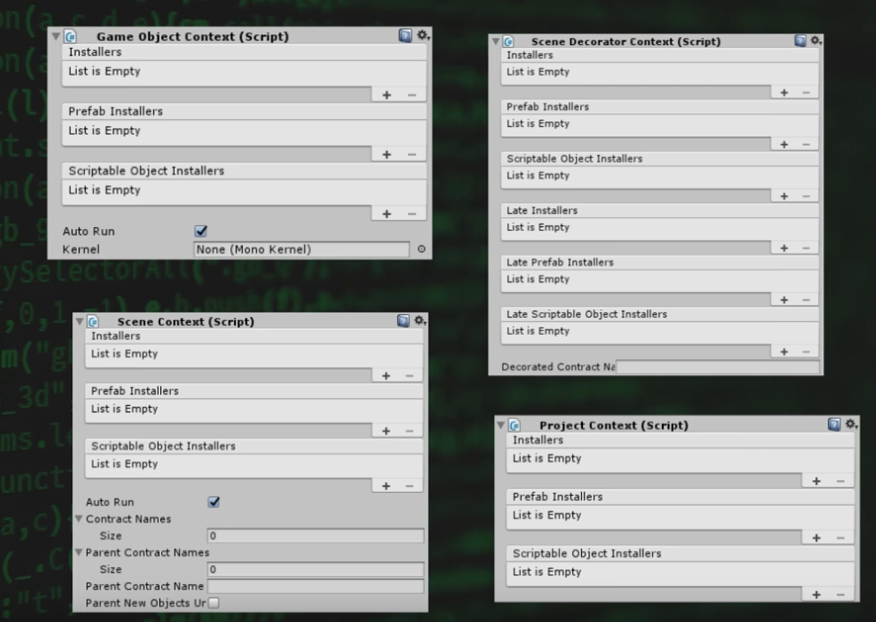 Game Object Context (Script)
Installers
List is Empty
+ −
Prefab Installers
List is Empty
+ −
Scriptable Object Installers
List is Empty
+ −
Auto Run
Kernel None (Mono Kernel)
Scene Decorator Context (Script)
Installers
List is Empty
+ −
Prefab Installers
List is Empty
+ −
Scriptable Object Installers
List is Empty
+ −
Late Installers
List is Empty
+ −
Late Prefab Installers
List is Empty
+ −
Late Scriptable Object Installers
List is Empty
+ −
Decorated Contract Na
Scene Context (Script)
Installers
List is Empty
+ −
Prefab Installers
List is Empty
+ −
Scriptable Object Installers
List is Empty
+ −
Auto Run
Contract Names
Size 0
Parent Contract Names
Size 0
Parent Contract Name
Parent New Objects Ur
Project Context (Script)
Installers
List is Empty
+ −
Prefab Installers
List is Empty
+ −
Scriptable Object Installers
List is Empty
+ −